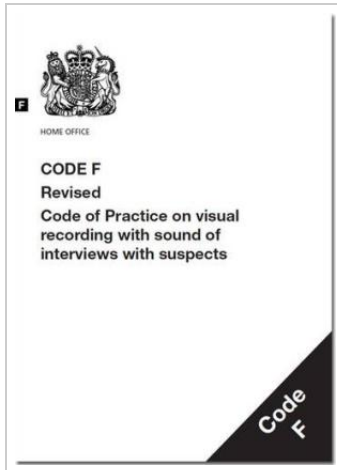 F
HOME OFFICE
CODE F
Revised
Code of Practice on visual
recording with sound of
interviews with suspects
Code
F